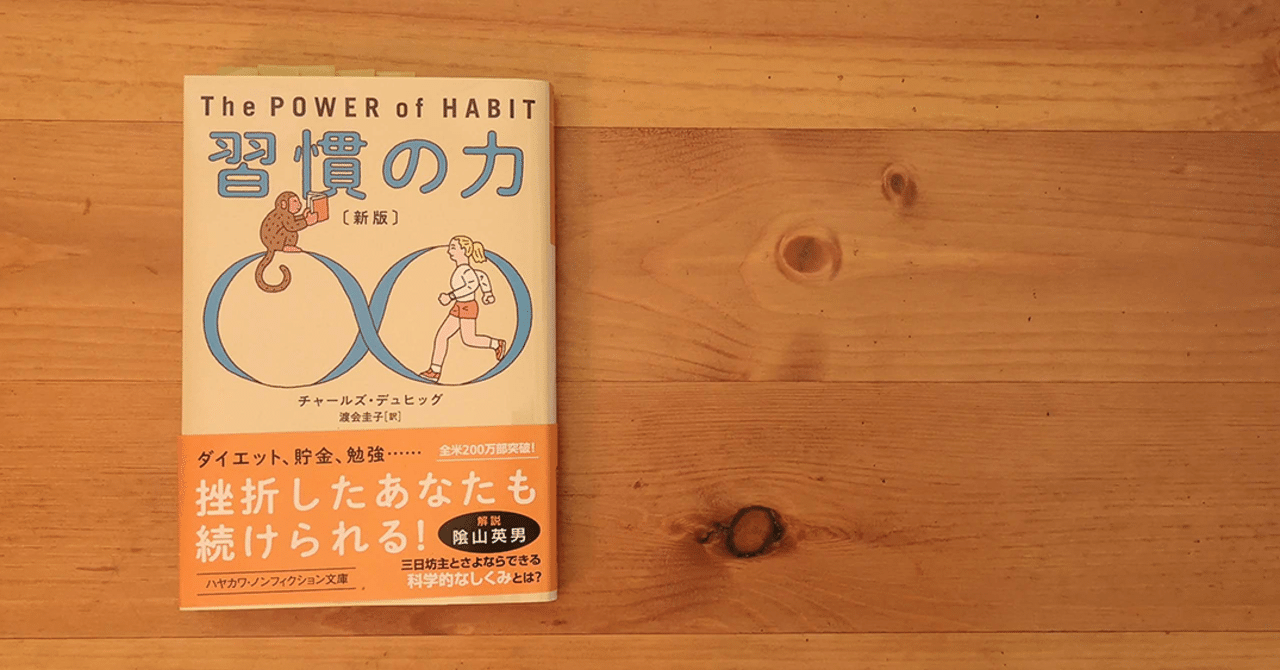 The POWER of HABIT
習慣の力
〔新版〕
チャールズ・デュヒッグ
渡会圭子[訳]
ダイエット、貯金、勉強……
全米200万部突破!
挫折したあなたも
続けられる!
解説
陰山英男
三日坊主とさよならできる
科学的なしくみとは?
ハヤカワ・ノンフィクション文庫